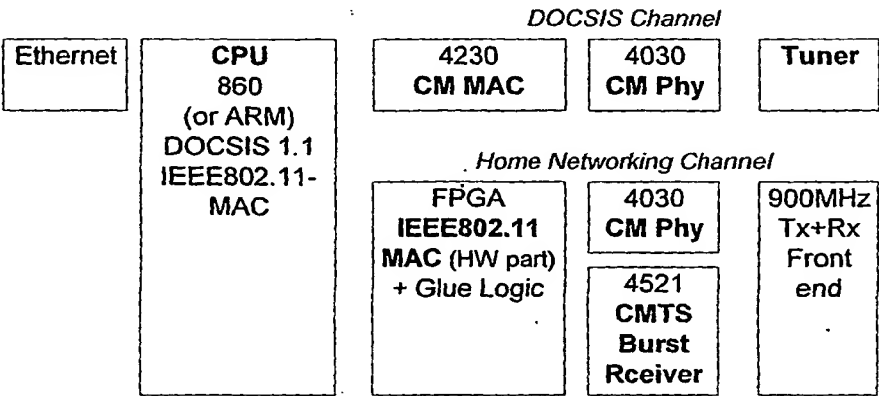 DOCSIS Channel
Ethernet
CPU
860
(or ARM)
DOCSIS 1.1
IEEE802.11-
MAC
4230
CM MAC
4030
CM Phy
Tuner
Home Networking Channel
FPGA
IEEE802.11
MAC (HW part)
+ Glue Logic
4030
CM Phy
4521
CMTS
Burst
Rceiver
900MHz
Tx+Rx
Front
end